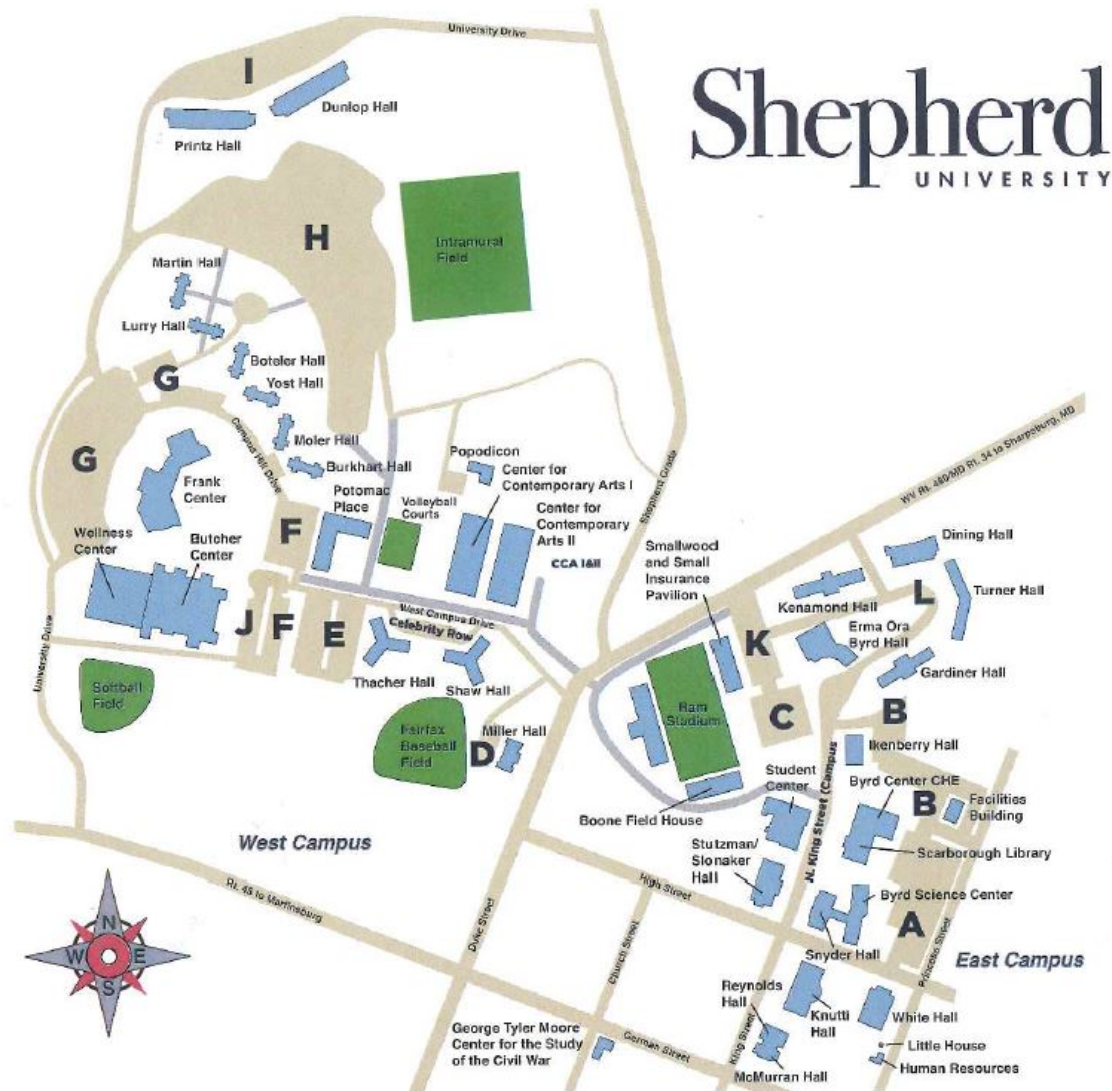 University Drive
Shepherd
UNIVERSITY
I
Dunlop Hall
Printz Hall
H
Intramural
Field
Martin Hall
Lurry Hall
Boteler Hall
G
Yost Hall
Campus Hill Drive
Moler Hall
G
Burkhart Hall
Frank
Center
Potomac
Place
Volleyball
Courts
Popodicon
Center for
Contemporary Arts I
Center for
Contemporary
Arts II
CCA I&II
Shepherd Grade
WV Rt. 480/MD Rt. 34 to Sharpsburg, MD
Wellness
Center
Butcher
Center
F
Smallwood
and Small
Insurance
Pavilion
Dining Hall
Kenamond Hall
L
Turner Hall
Erma Ora
Byrd Hall
University Drive
J
F
E
West Campus Drive
Celebrity Row
Thacher Hall
Shaw Hall
K
Gardiner Hall
Softball
Field
Fairfax
Baseball
Field
D
Miller Hall
Ram
Stadium
C
B
Ikenberry Hall
Student
Center
N. King Street (Campus
Byrd Center CHE
B
Facilities
Building
Boone Field House
Scarborough Library
West Campus
Stutzman/
Slonaker
Hall
High Street
Byrd Science Center
A
Rt. 45 to Martinsburg
Duke Street
Church Street
Snyder Hall
Princess Street
East Campus
N
W
E
S
Reynolds
Hall
Knutti
Hall
White Hall
George Tyler Moore
Center for the Study
of the Civil War
German Street
King Street
Little House
Human Resources
McMurran Hall